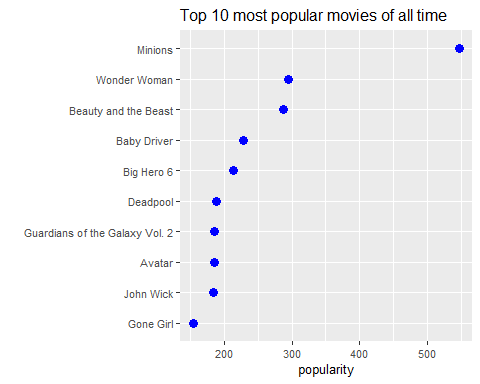 Top 10 most popular movies of all time
Minions
Wonder Woman
Beauty and the Beast
Baby Driver
Big Hero 6
Deadpool
Guardians of the Galaxy Vol. 2
Avatar
John Wick
Gone Girl
200 300 400 500
popularity